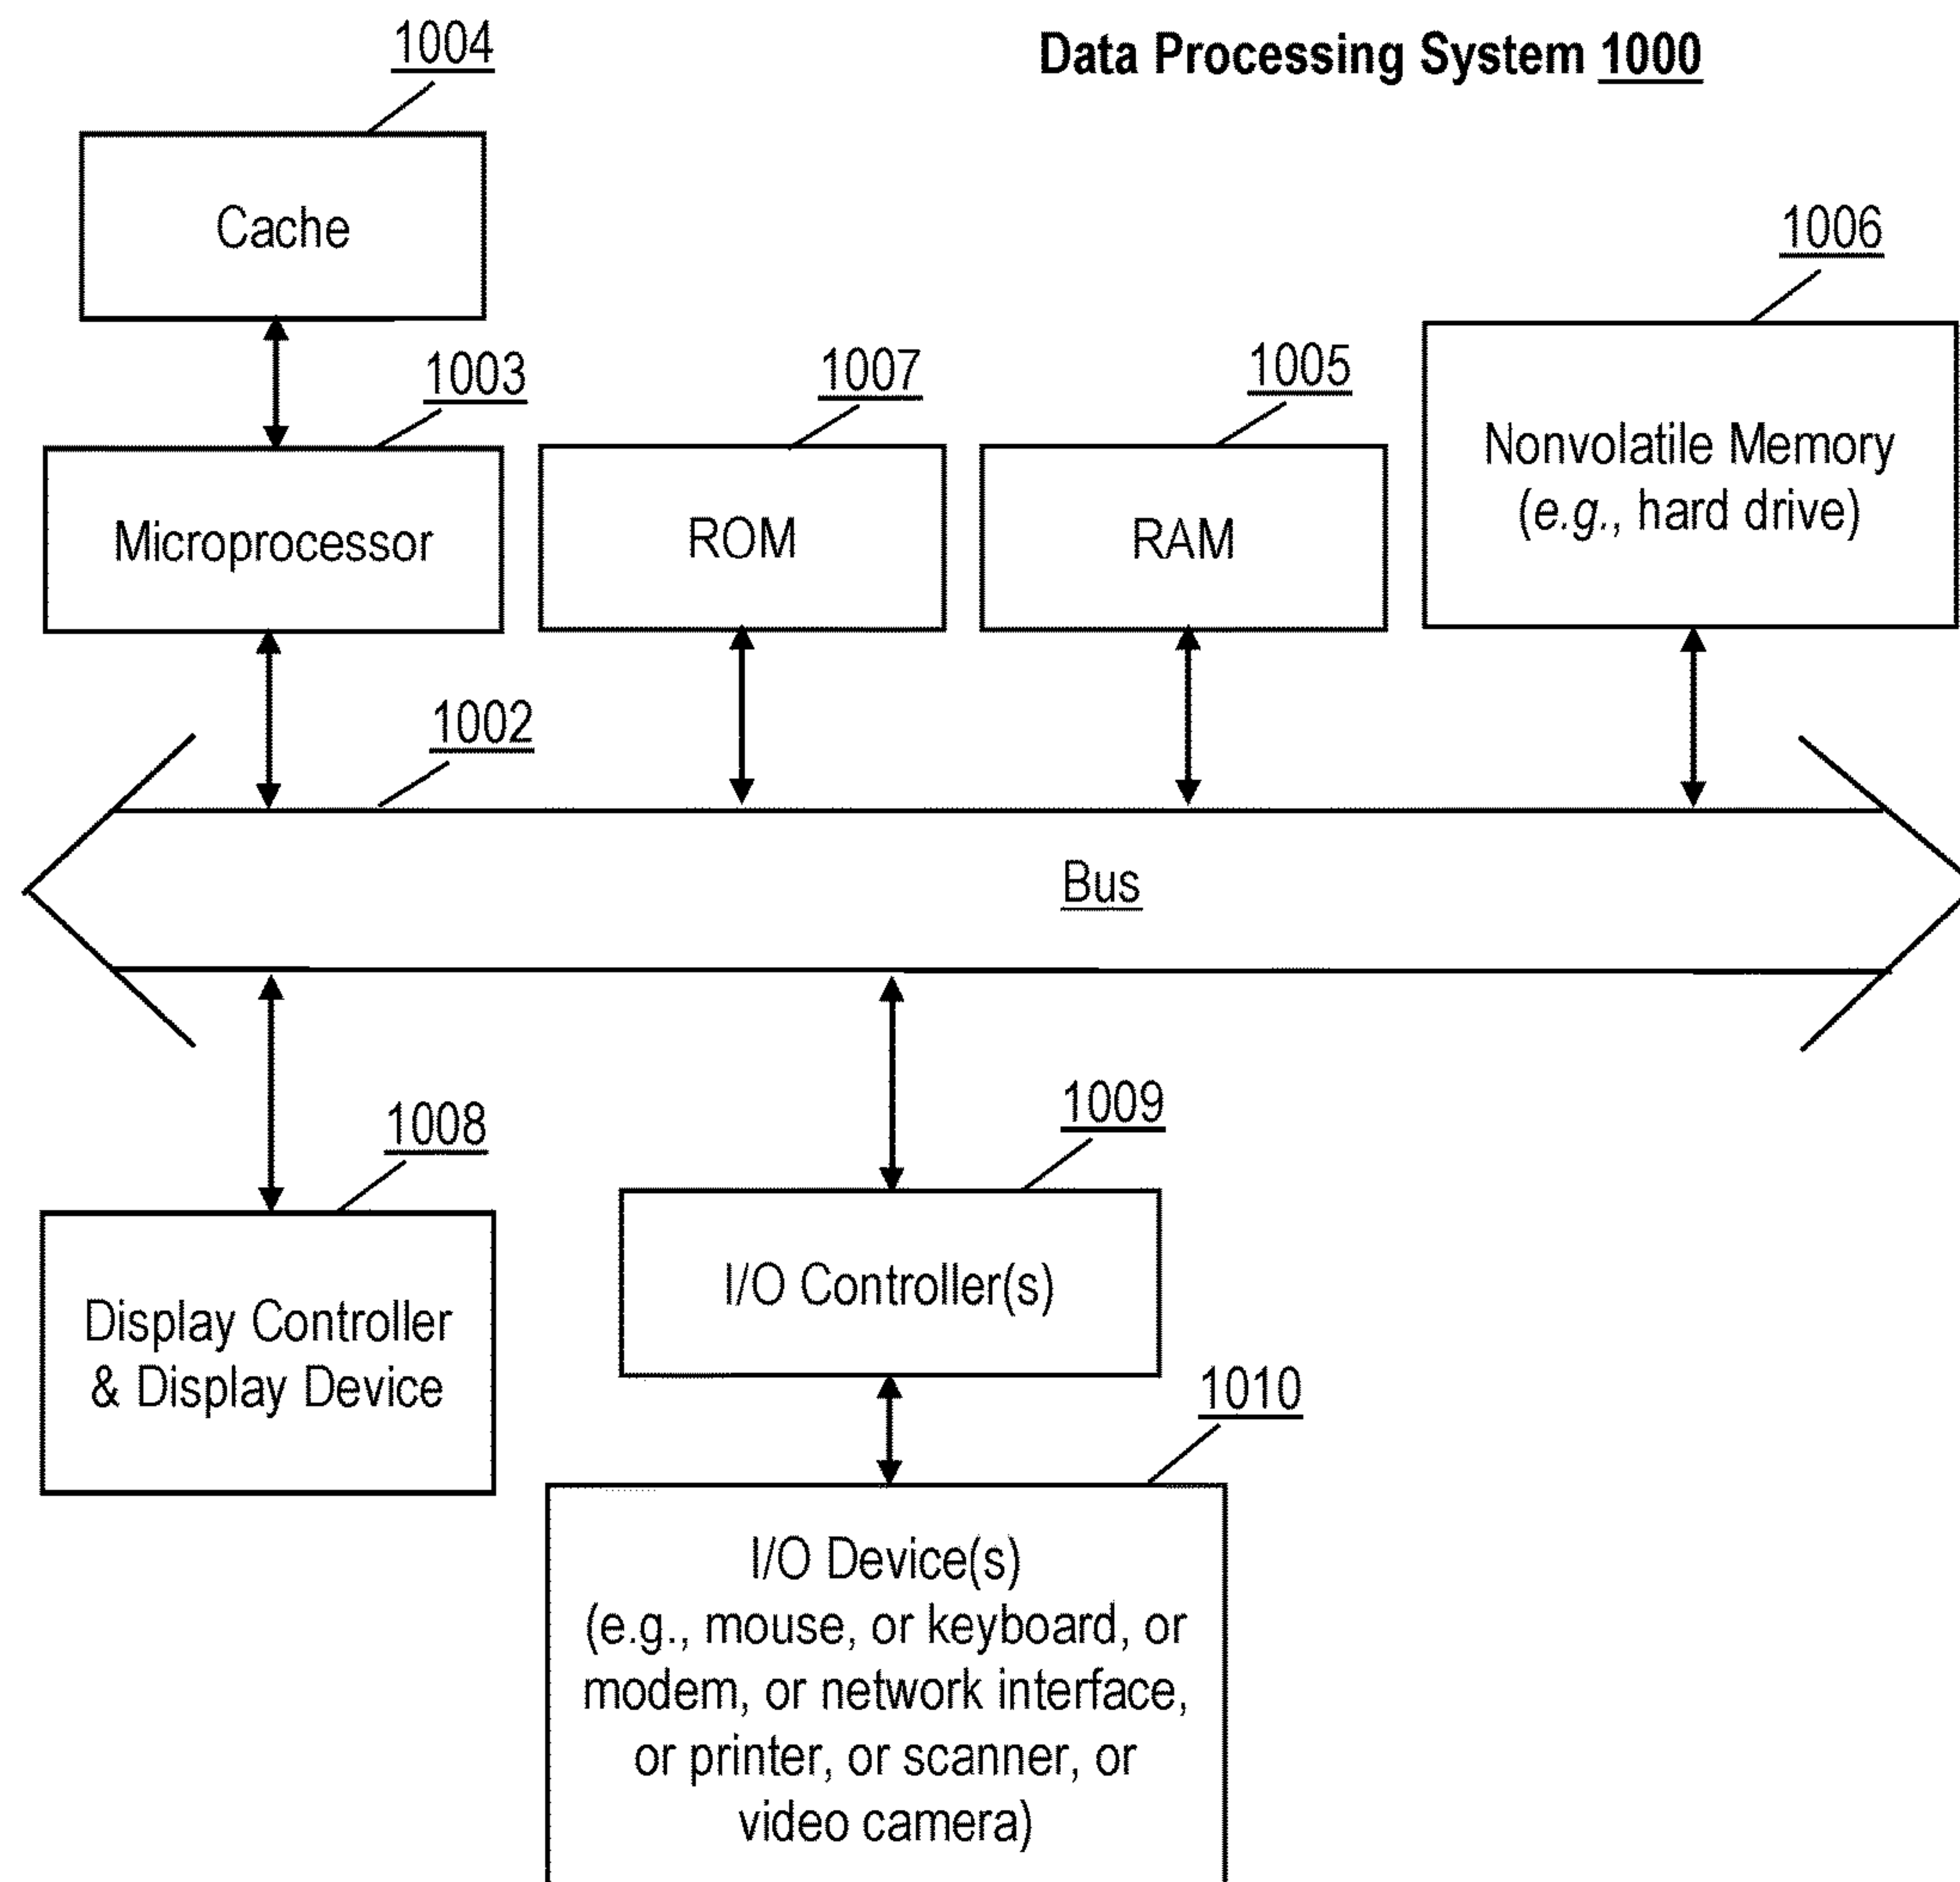 1004
Data Processing System 1000
Cache
1006
1003
1007
1005
Nonvolatile Memory
(e.g., hard drive)
Microprocessor
ROM
RAM
1002
Bus
1008
1009
Display Controller
& Display Device
I/O Controller(s)
1010
I/O Device(s)
(e.g., mouse, or keyboard, or
modem, or network interface,
or printer, or scanner, or
video camera)